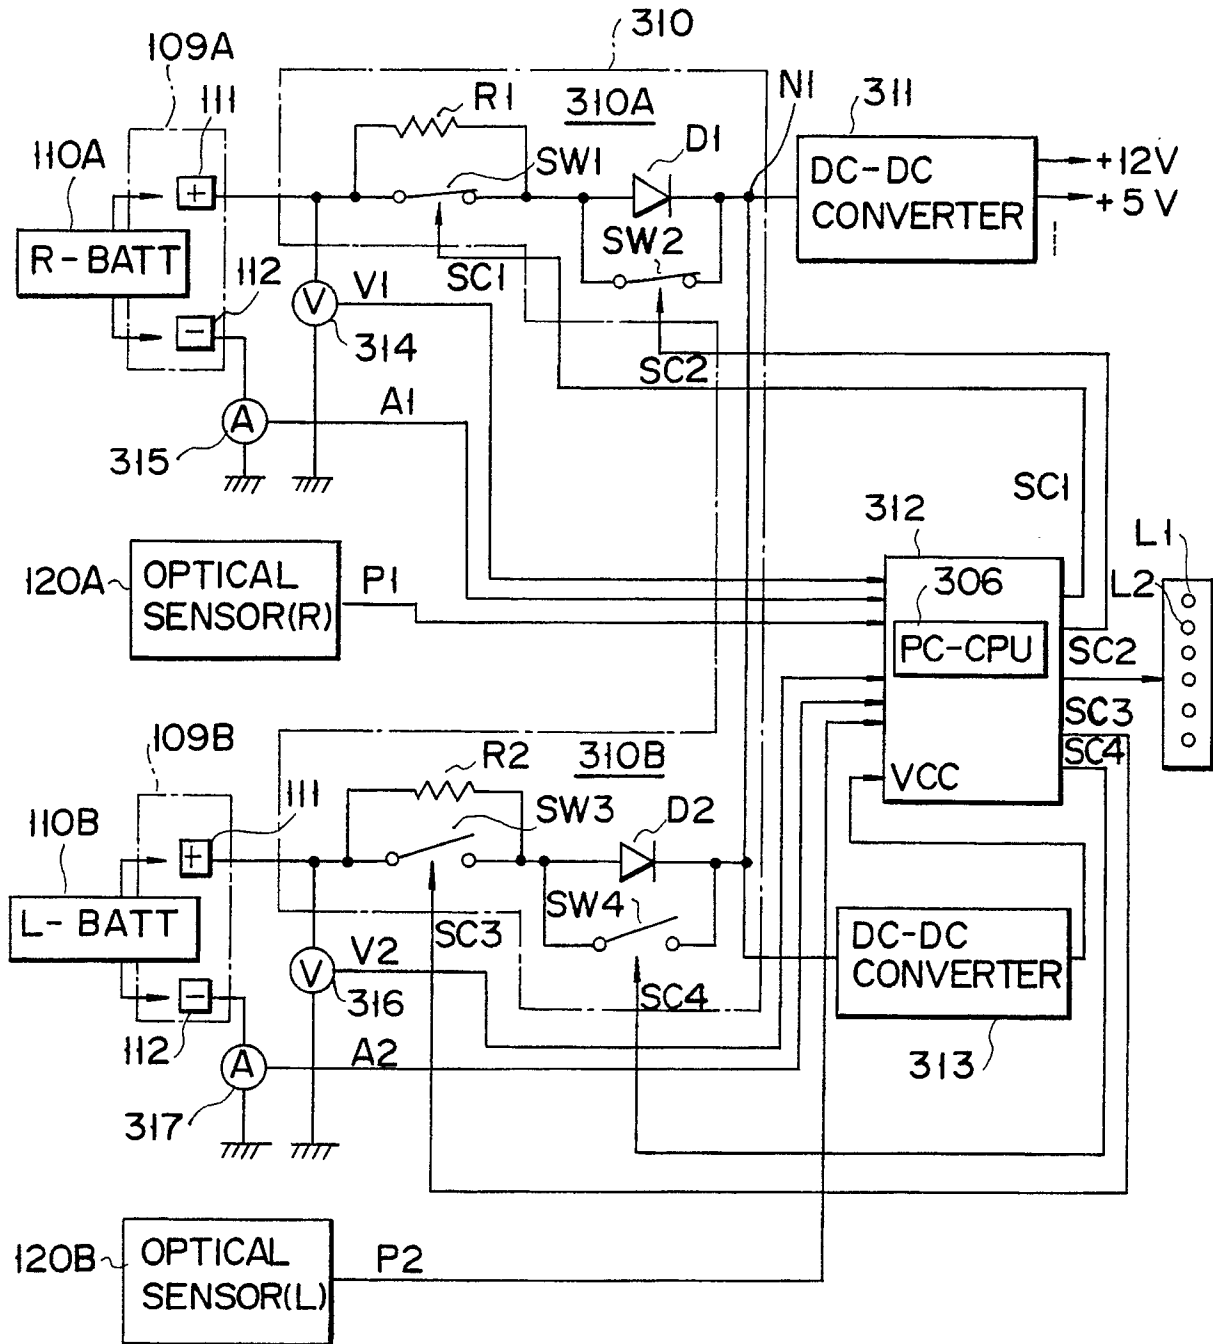 310
109A
111
R1
310A
N1
311
110A
SW1
D1
DC-DC
CONVERTER
+12V
+5V
+
R-BATT
SW2
112
SC1
V1
-
V
314
SC2
A1
A
315
SC1
312
L1
120A
OPTICAL
SENSOR(R)
P1
306
L2
PC-CPU
SC2
SC3
109B
310B
SC4
R2
111
VCC
SW3
D2
110B
+
L-BATT
SW4
DC-DC
CONVERTER
SC3
V2
V
316
SC4
-
112
A2
A
313
317
120B
OPTICAL
SENSOR(L)
P2